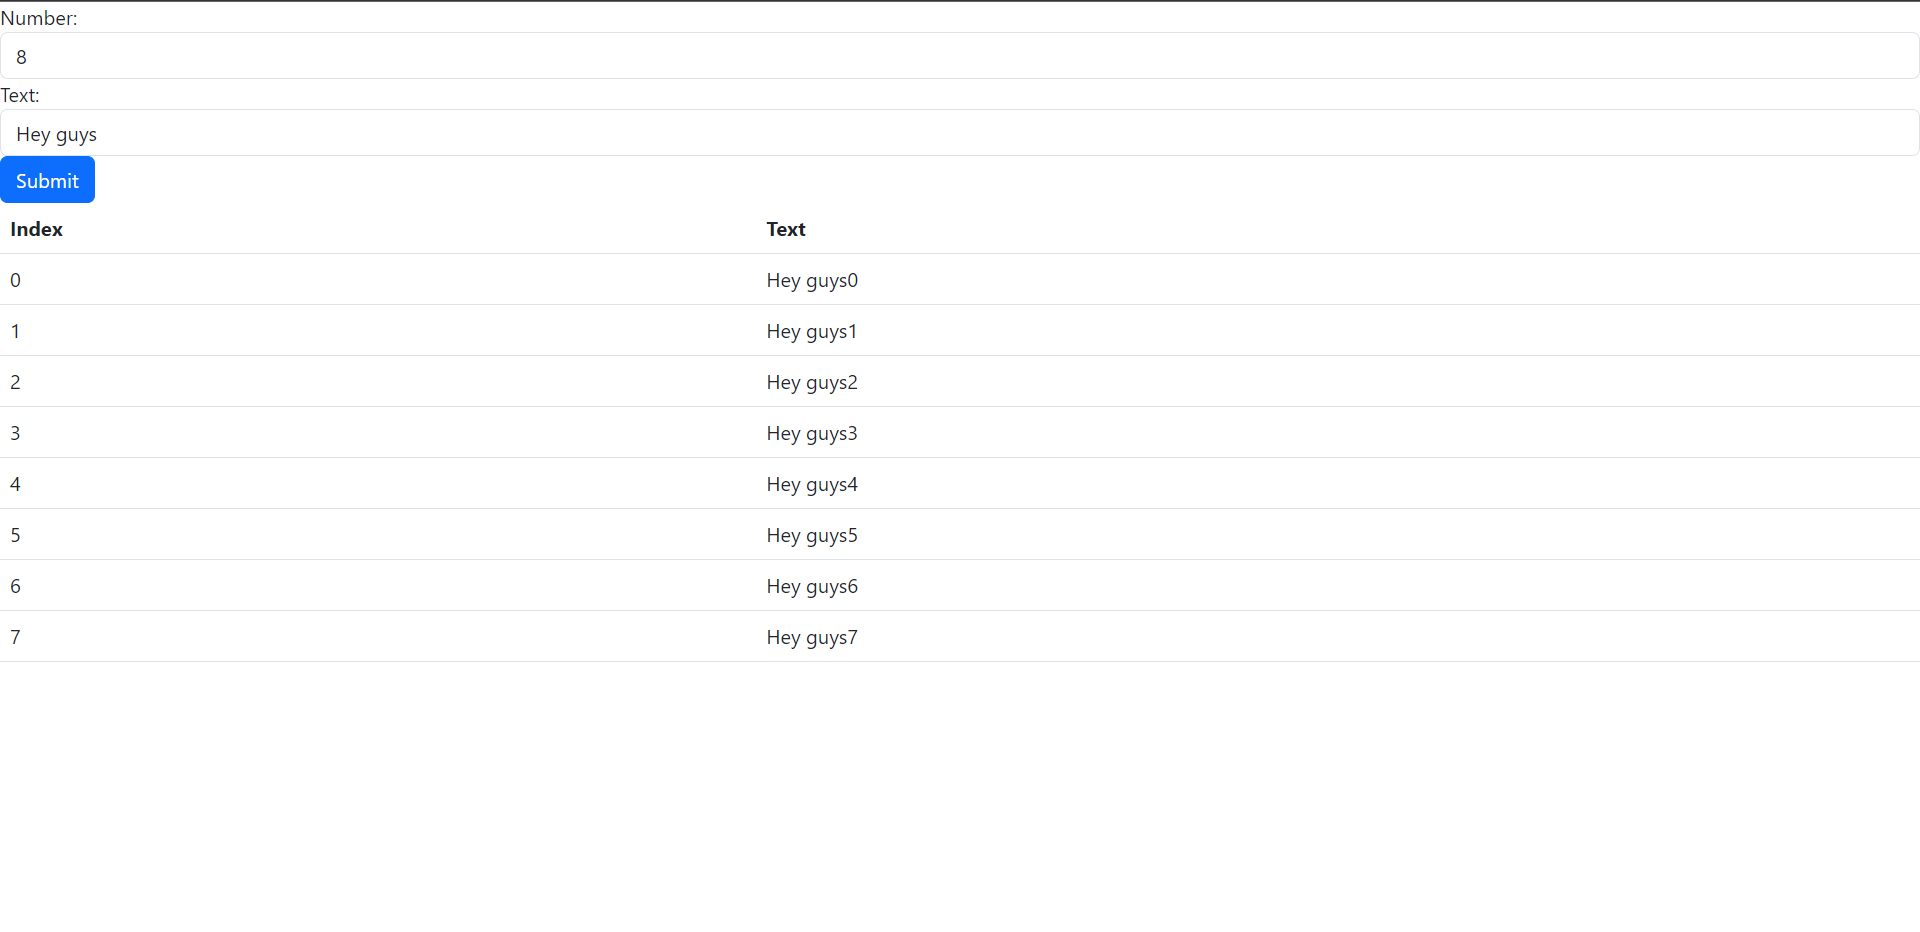 Number:
8
Text:
Hey guys
Submit
Index Text
0 Hey guys0
1 Hey guys1
2 Hey guys2
3 Hey guys3
4 Hey guys4
5 Hey guys5
6 Hey guys6
7 Hey guys7